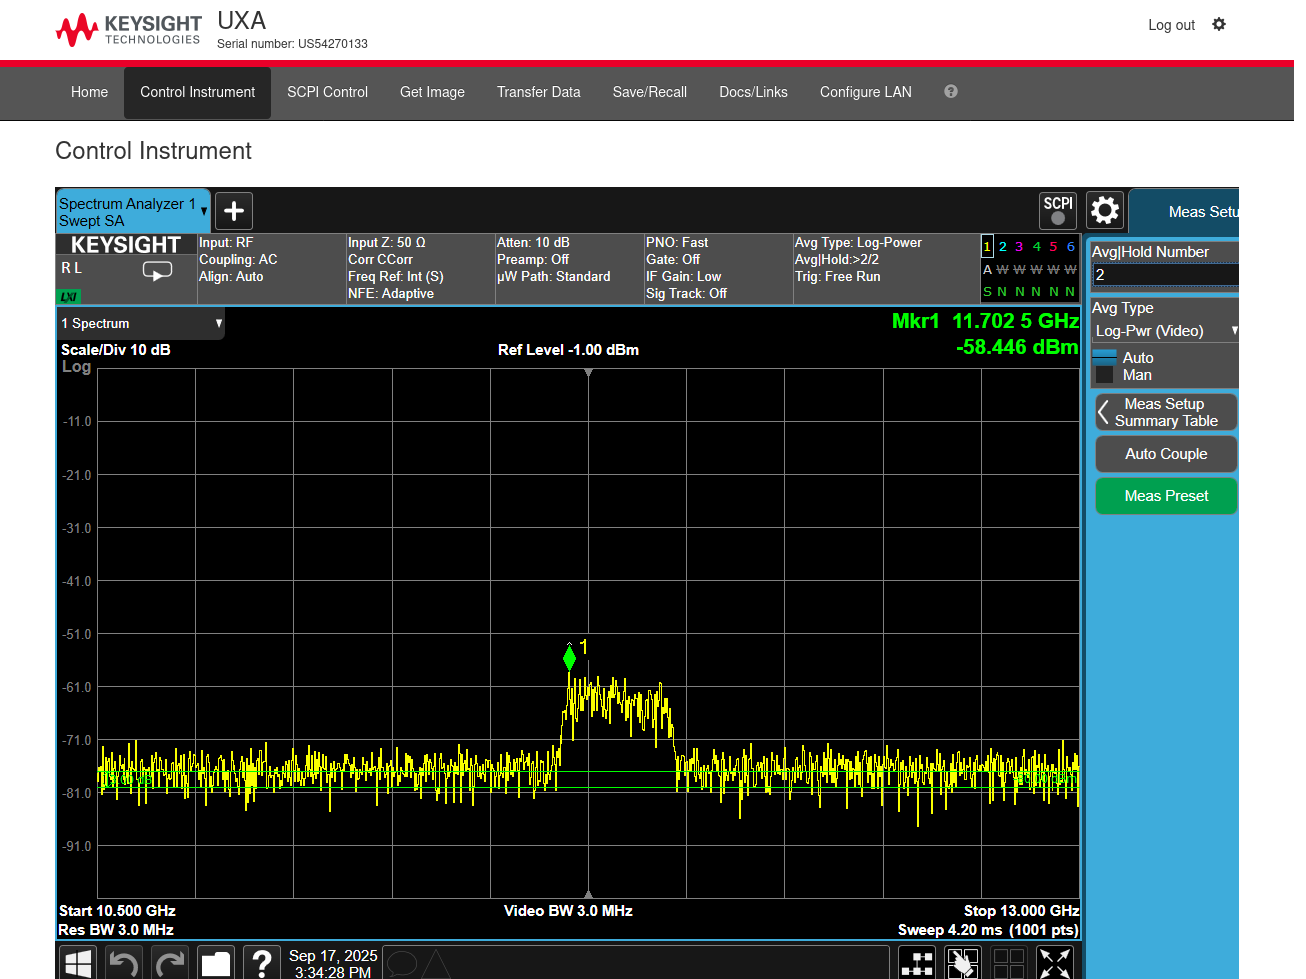 KEYSIGHT
TECHNOLOGIES
UXA
Serial number: US54270133
Log out
Home
Control Instrument
SCPI Control
Get Image
Transfer Data
Save/Recall
Docs/Links
Configure LAN
?
Control Instrument
Spectrum Analyzer 1
Swept SA
SCPI
Meas Setu
KEYSIGHT
R L
LXI
Input: RF
Coupling: AC
Align: Auto
Input Z: 50 Ω
Corr CCorr
Freq Ref: Int (S)
NFE: Adaptive
Atten: 10 dB
Preamp: Off
µW Path: Standard
PNO: Fast
Gate: Off
IF Gain: Low
Sig Track: Off
Avg Type: Log-Power
Avg|Hold:>2/2
Trig: Free Run
1 2 3 4 5 6
A W W W W W
S N N N N N
Avg|Hold Number
2
Avg Type
Log-Pwr (Video)
Auto
Man
Meas Setup
Summary Table
Auto Couple
Meas Preset
1 Spectrum
Mkr1 11.702 5 GHz
-58.446 dBm
Scale/Div 10 dB
Ref Level -1.00 dBm
Log
-11.0
-21.0
-31.0
-41.0
-51.0
-61.0
-71.0
-81.0
-91.0
1
Start 10.500 GHz
Video BW 3.0 MHz
Stop 13.000 GHz
Res BW 3.0 MHz
Sweep 4.20 ms (1001 pts)
?
Sep 17, 2025
3:34:28 PM